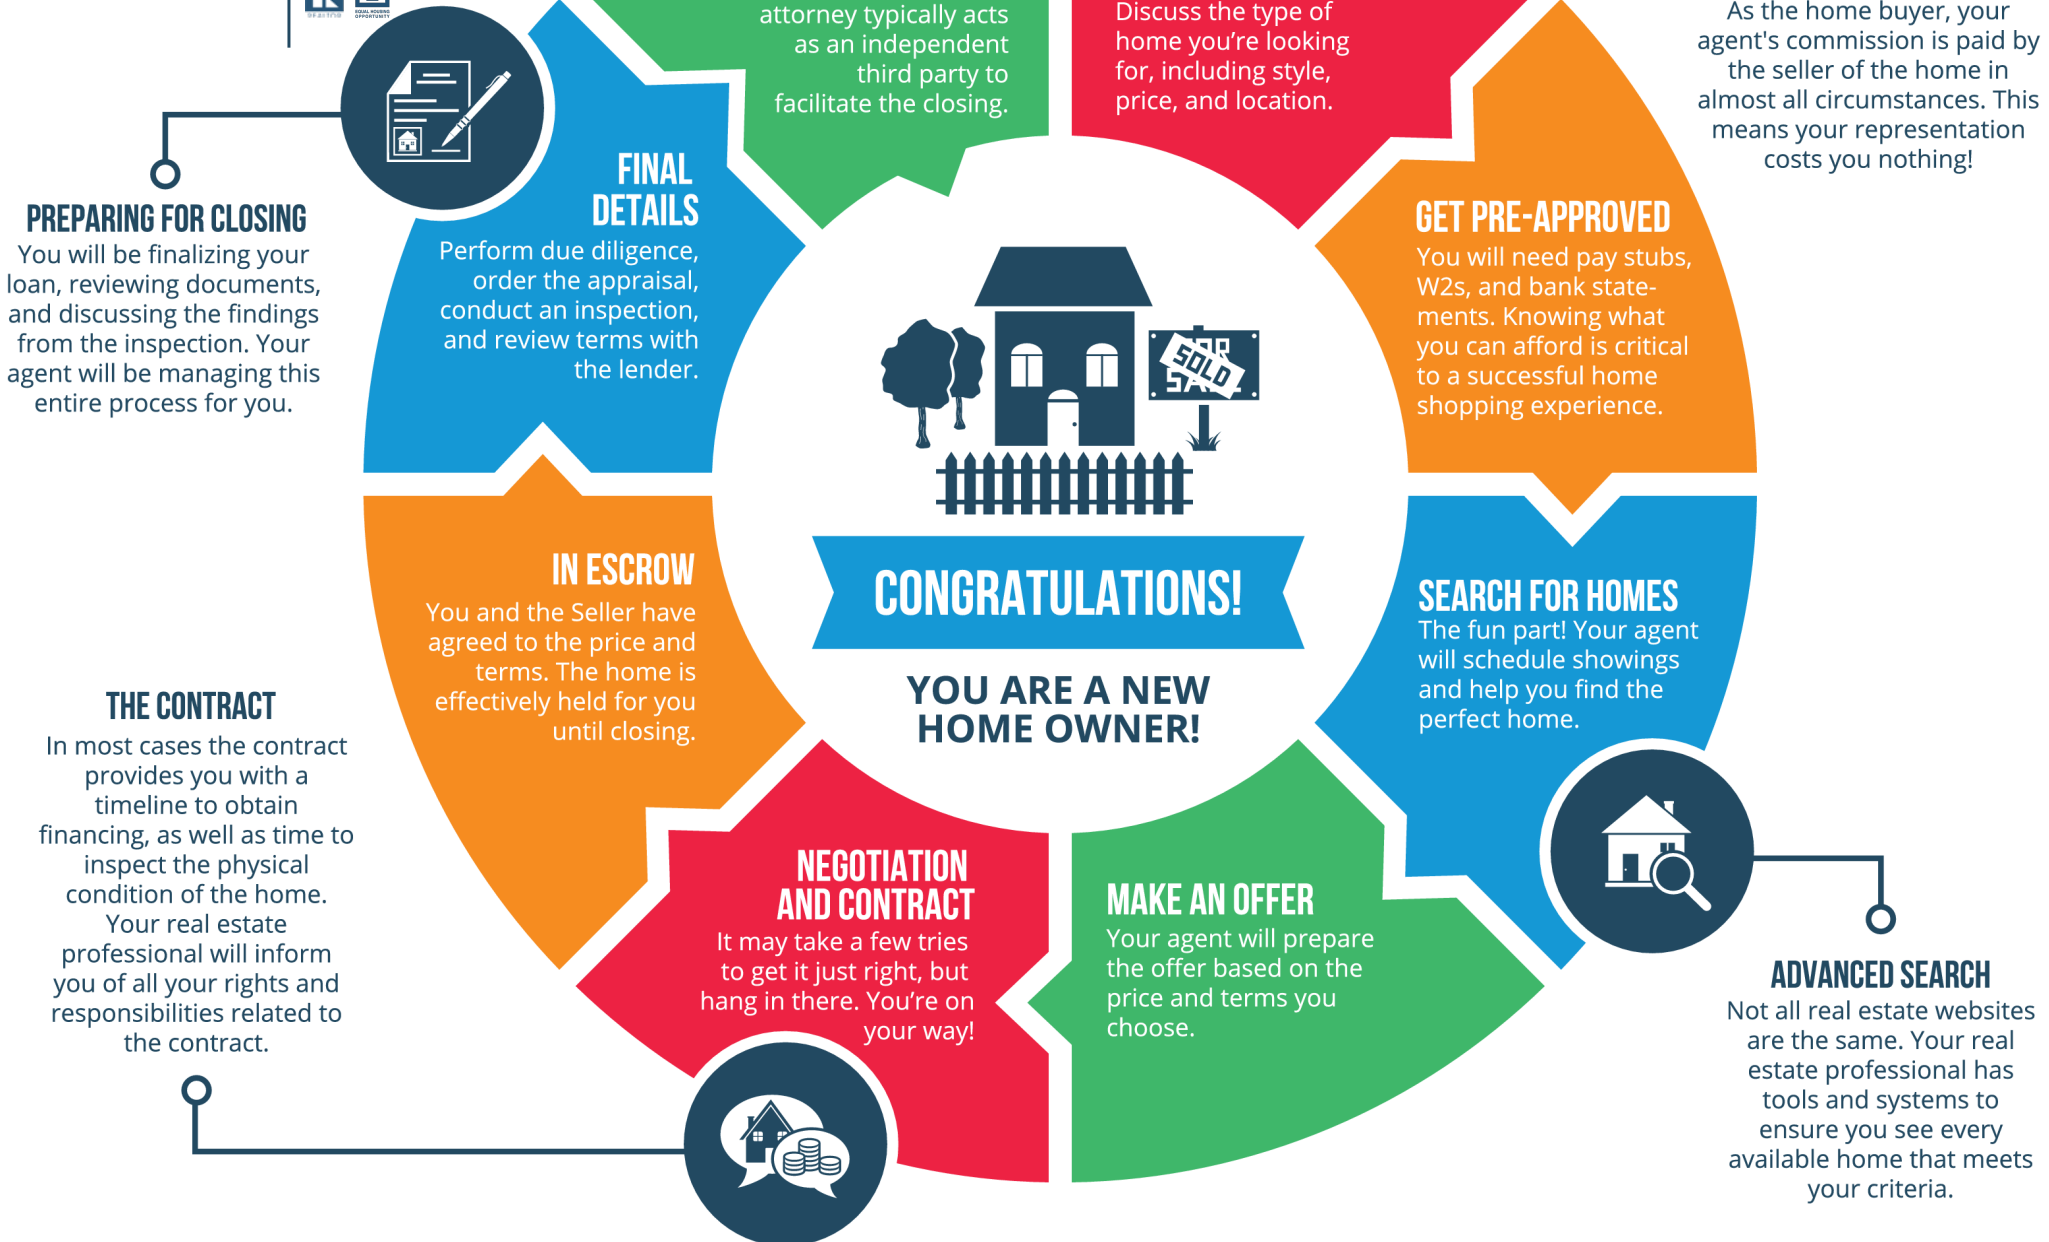 REALTOR
EQUAL HOUSING
OPPORTUNITY
attorney typically acts
as an independent
third party to
facilitate the closing.
Discuss the type of
home you’re looking
for, including style,
price, and location.
As the home buyer, your
agent's commission is paid by
the seller of the home in
almost all circumstances. This
means your representation
costs you nothing!
GET PRE-APPROVED
You will need pay stubs,
W2s, and bank state-
ments. Knowing what
you can afford is critical
to a successful home
shopping experience.
SEARCH FOR HOMES
The fun part! Your agent
will schedule showings
and help you find the
perfect home.
ADVANCED SEARCH
Not all real estate websites
are the same. Your real
estate professional has
tools and systems to
ensure you see every
available home that meets
your criteria.
MAKE AN OFFER
Your agent will prepare
the offer based on the
price and terms you
choose.
NEGOTIATION
AND CONTRACT
It may take a few tries
to get it just right, but
hang in there. You’re on
your way!
THE CONTRACT
In most cases the contract
provides you with a
timeline to obtain
financing, as well as time to
inspect the physical
condition of the home.
Your real estate
professional will inform
you of all your rights and
responsibilities related to
the contract.
IN ESCROW
You and the Seller have
agreed to the price and
terms. The home is
effectively held for you
until closing.
FINAL
DETAILS
Perform due diligence,
order the appraisal,
conduct an inspection,
and review terms with
the lender.
PREPARING FOR CLOSING
You will be finalizing your
loan, reviewing documents,
and discussing the findings
from the inspection. Your
agent will be managing this
entire process for you.
SOLD
CONGRATULATIONS!
YOU ARE A NEW
HOME OWNER!